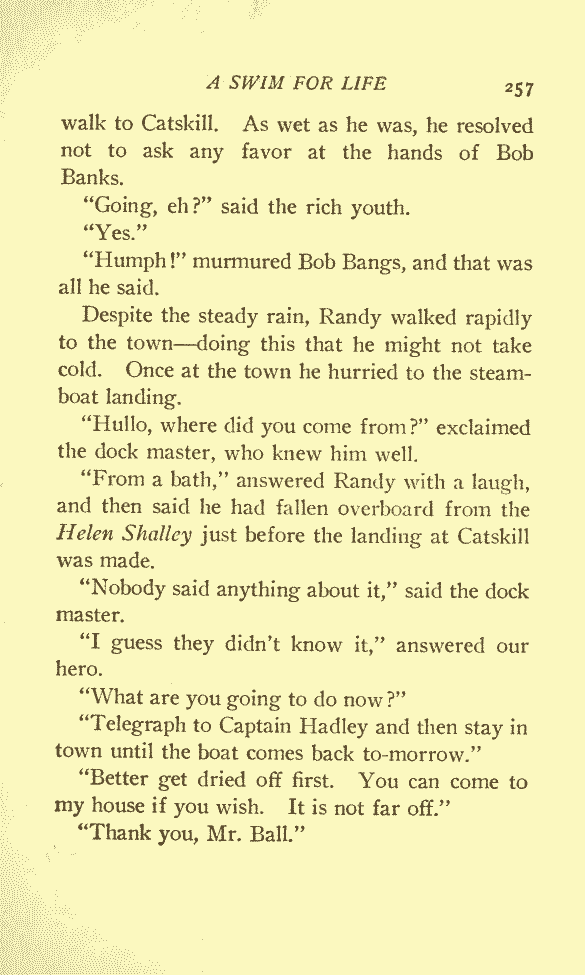 A SWIM FOR LIFE 257
walk to Catskill. As wet as he was, he resolved
not to ask any favor at the hands of Bob
Banks.
"Going, eh?" said the rich youth.
"Yes."
"Humph!" murmured Bob Bangs, and that was
all he said.
Despite the steady rain, Randy walked rapidly
to the town—doing this that he might not take
cold. Once at the town he hurried to the steam-
boat landing.
"Hullo, where did you come from?" exclaimed
the dock master, who knew him well.
"From a bath," answered Randy with a laugh,
and then said he had fallen overboard from the
Helen Shalley just before the landing at Catskill
was made.
"Nobody said anything about it," said the dock
master.
"I guess they didn't know it," answered our
hero.
"What are you going to do now?"
"Telegraph to Captain Hadley and then stay in
town until the boat comes back to-morrow."
"Better get dried off first. You can come to
my house if you wish. It is not far off."
"Thank you, Mr. Ball."